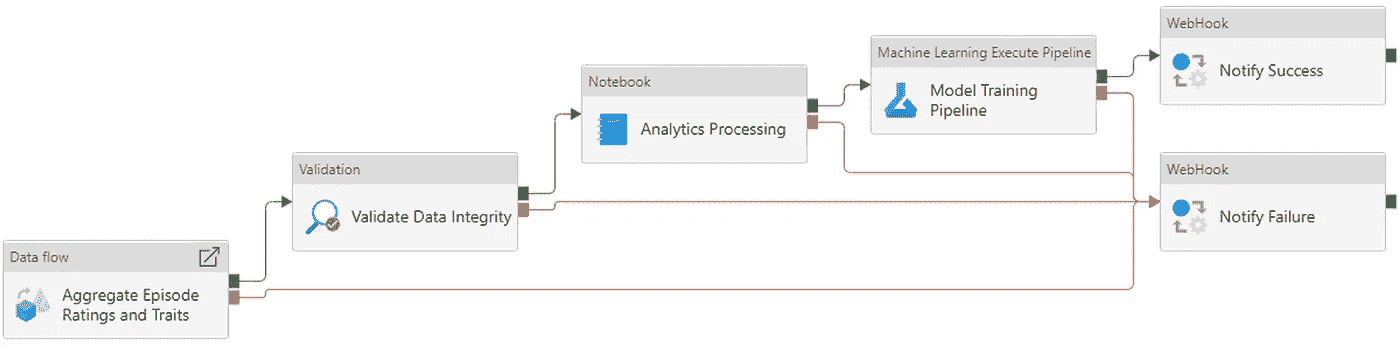 WebHook
Notify Success
Machine Learning Execute Pipeline
Model Training
Pipeline
Notebook
Analytics Processing
WebHook
Notify Failure
Validation
Validate Data Integrity
Data flow
Aggregate Episode
Ratings and Traits